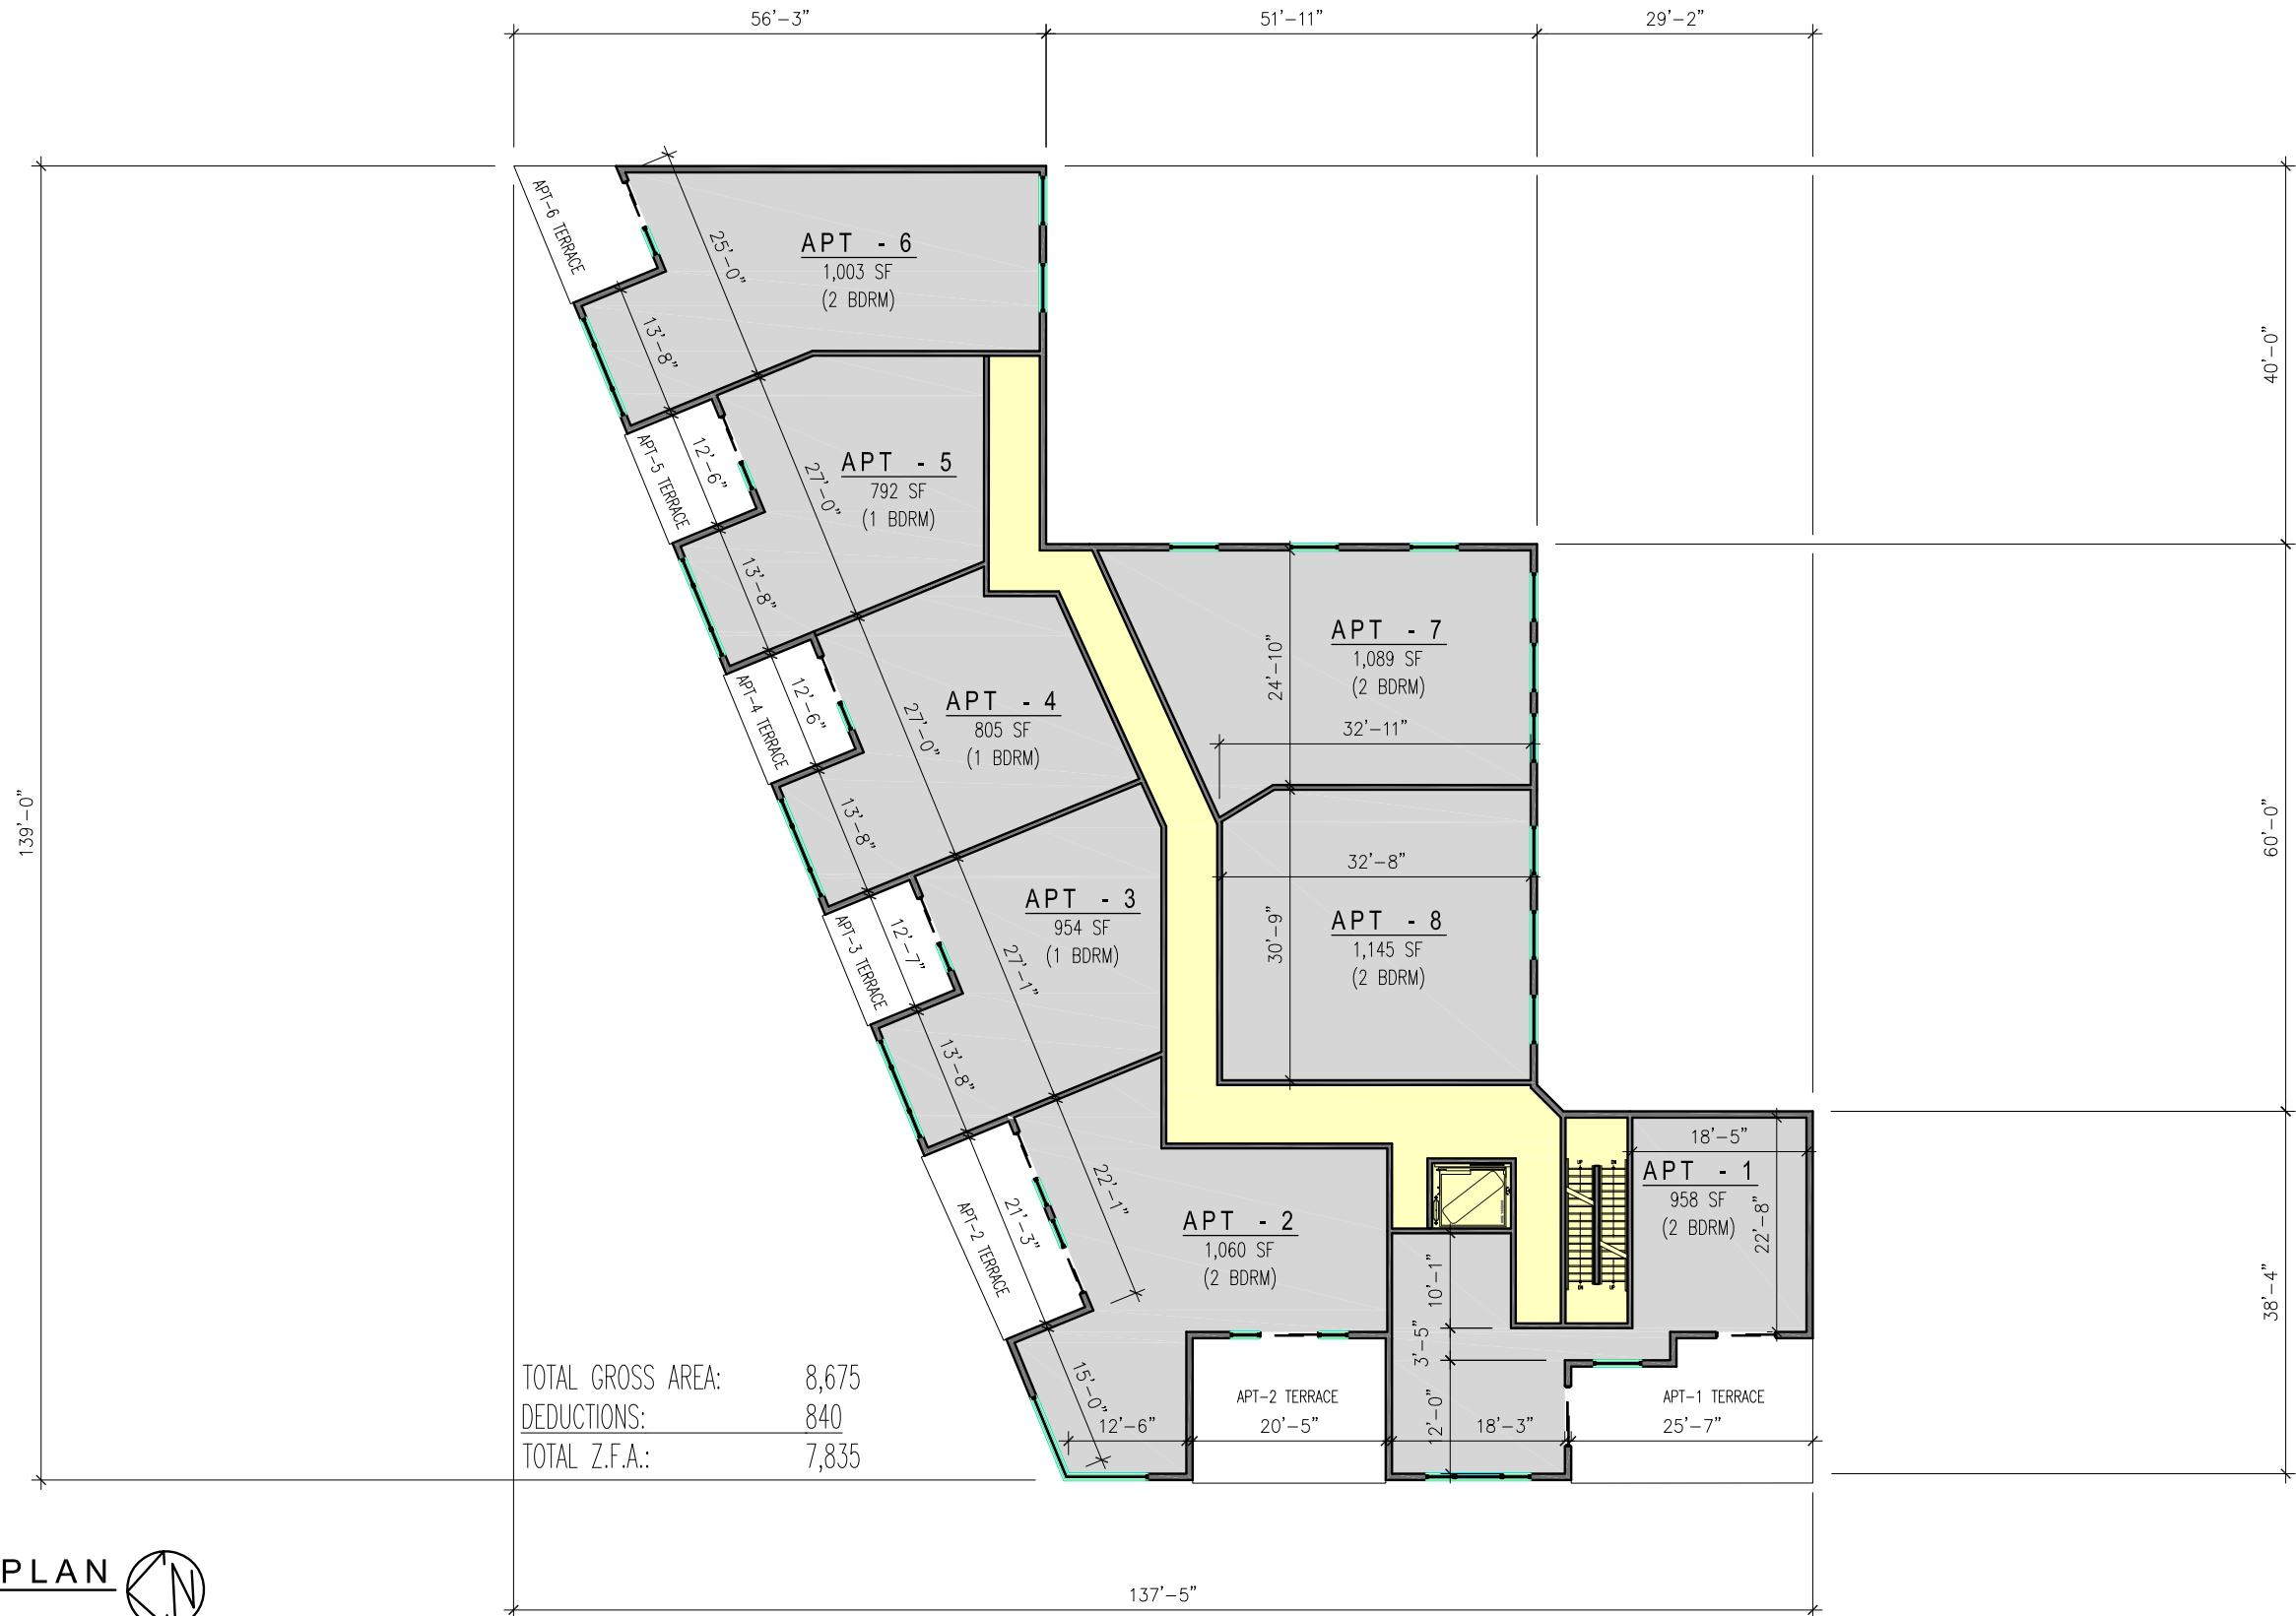 56'-3"
51'-11"
29'-2"
APT-6 TERRACE
25'-0"
APT - 6
1,003 SF
(2 BDRM)
13'-8"
40'-0"
APT-5 TERRACE
12'-6"
27'-0"
APT - 5
792 SF
(1 BDRM)
13'-8"
APT-4 TERRACE
12'-6"
27'-0"
APT - 4
805 SF
(1 BDRM)
24'-10"
APT - 7
1,089 SF
(2 BDRM)
32'-11"
139'-0"
13'-8"
60'-0"
32'-8"
APT-3 TERRACE
12'-7"
27'-1"
APT - 3
954 SF
(1 BDRM)
30'-9"
APT - 8
1,145 SF
(2 BDRM)
13'-8"
18'-5"
APT - 1
958 SF
(2 BDRM)
22'-8"
APT-2 TERRACE
21'-3"
22'-1"
APT - 2
1,060 SF
(2 BDRM)
10'-1"
3'-5"
38'-4"
TOTAL GROSS AREA: 8,675
DEDUCTIONS: 840
TOTAL Z.F.A.: 7,835
15'-0"
12'-6"
APT-2 TERRACE
20'-5"
12'-0"
18'-3"
APT-1 TERRACE
25'-7"
PLAN
N
137'-5"